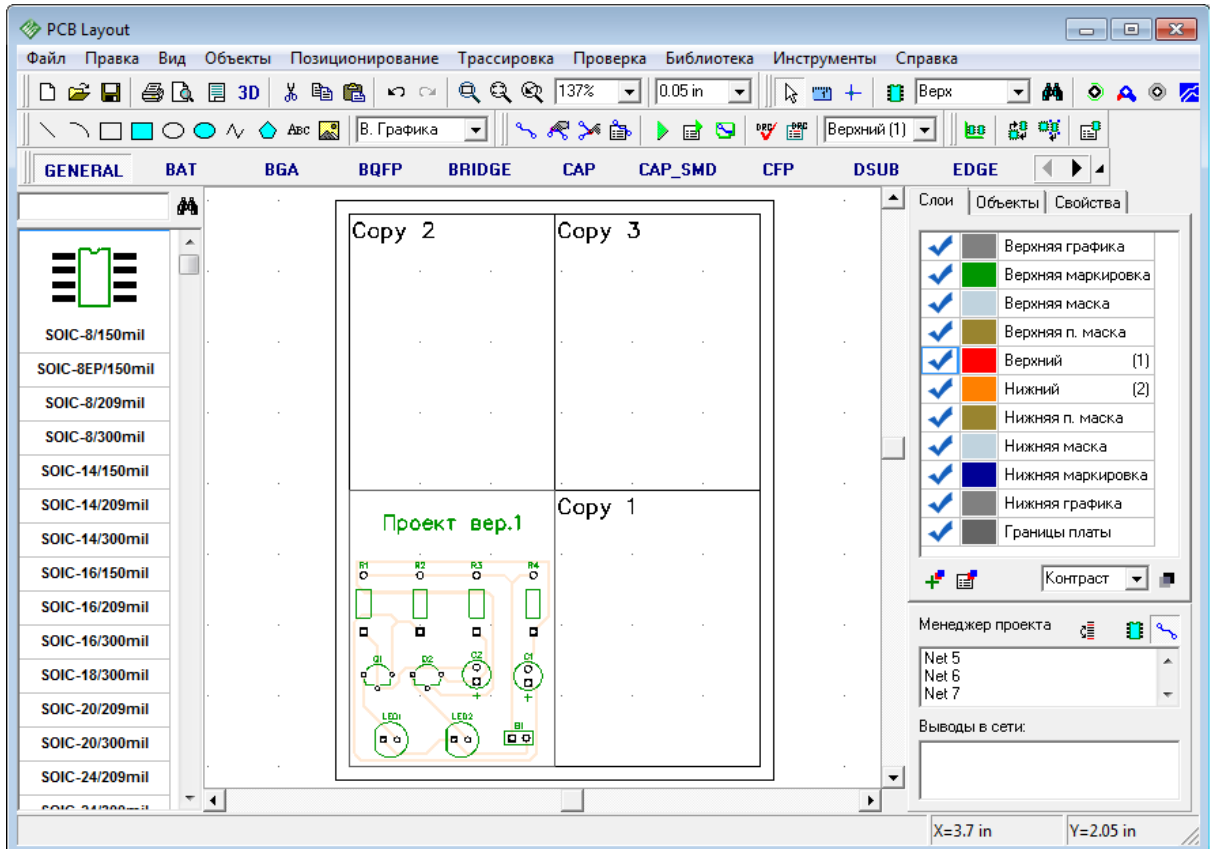 PCB Layout
Файл Правка Вид Объекты Позиционирование Трассировка Проверка Библиотека Инструменты Справка
3D 137% 0.05 in Верх
Abc В. Графика DRC DRC Верхний (1)
GENERAL BAT BGA BQFP BRIDGE CAP CAP_SMD CFP DSUB EDGE
SOIC-8/150mil
SOIC-8EP/150mil
SOIC-8/209mil
SOIC-8/300mil
SOIC-14/150mil
SOIC-14/209mil
SOIC-14/300mil
SOIC-16/150mil
SOIC-16/209mil
SOIC-16/300mil
SOIC-18/300mil
SOIC-20/209mil
SOIC-20/300mil
SOIC-24/209mil
SOIC-24/300mil
Copy 2 Copy 3
Copy 1
Проект вер.1
R1 R2 R3 R4
Q1 Q2 C2 C1
+ +
LED1 LED2 B1
Слои Объекты Свойства
Верхняя графика
Верхняя маркировка
Верхняя маска
Верхняя п. маска
Верхний (1)
Нижний (2)
Нижняя п. маска
Нижняя маска
Нижняя маркировка
Нижняя графика
Границы платы
Контраст
Менеджер проекта
Net 5
Net 6
Net 7
Выводы в сети:
X=3.7 in Y=2.05 in